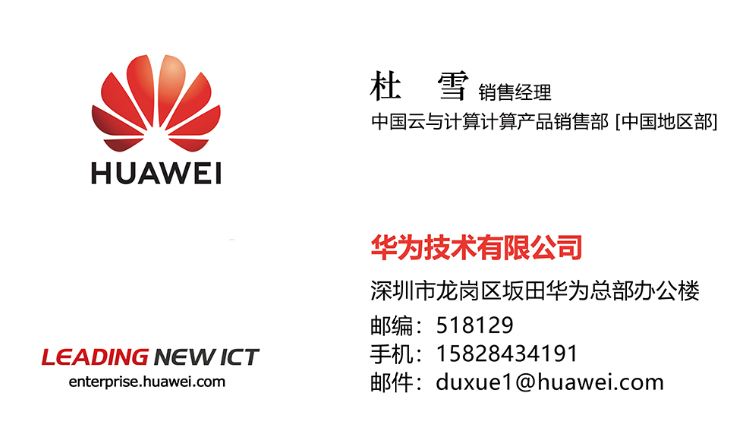 HUAWEI
杜 雪 销售经理
中国云与计算计算产品销售部 [中国地区部]
华为技术有限公司
深圳市龙岗区坂田华为总部办公楼
邮编：518129
手机：15828434191
邮件：duxue1@huawei.com
LEADING NEW ICT
enterprise.huawei.com